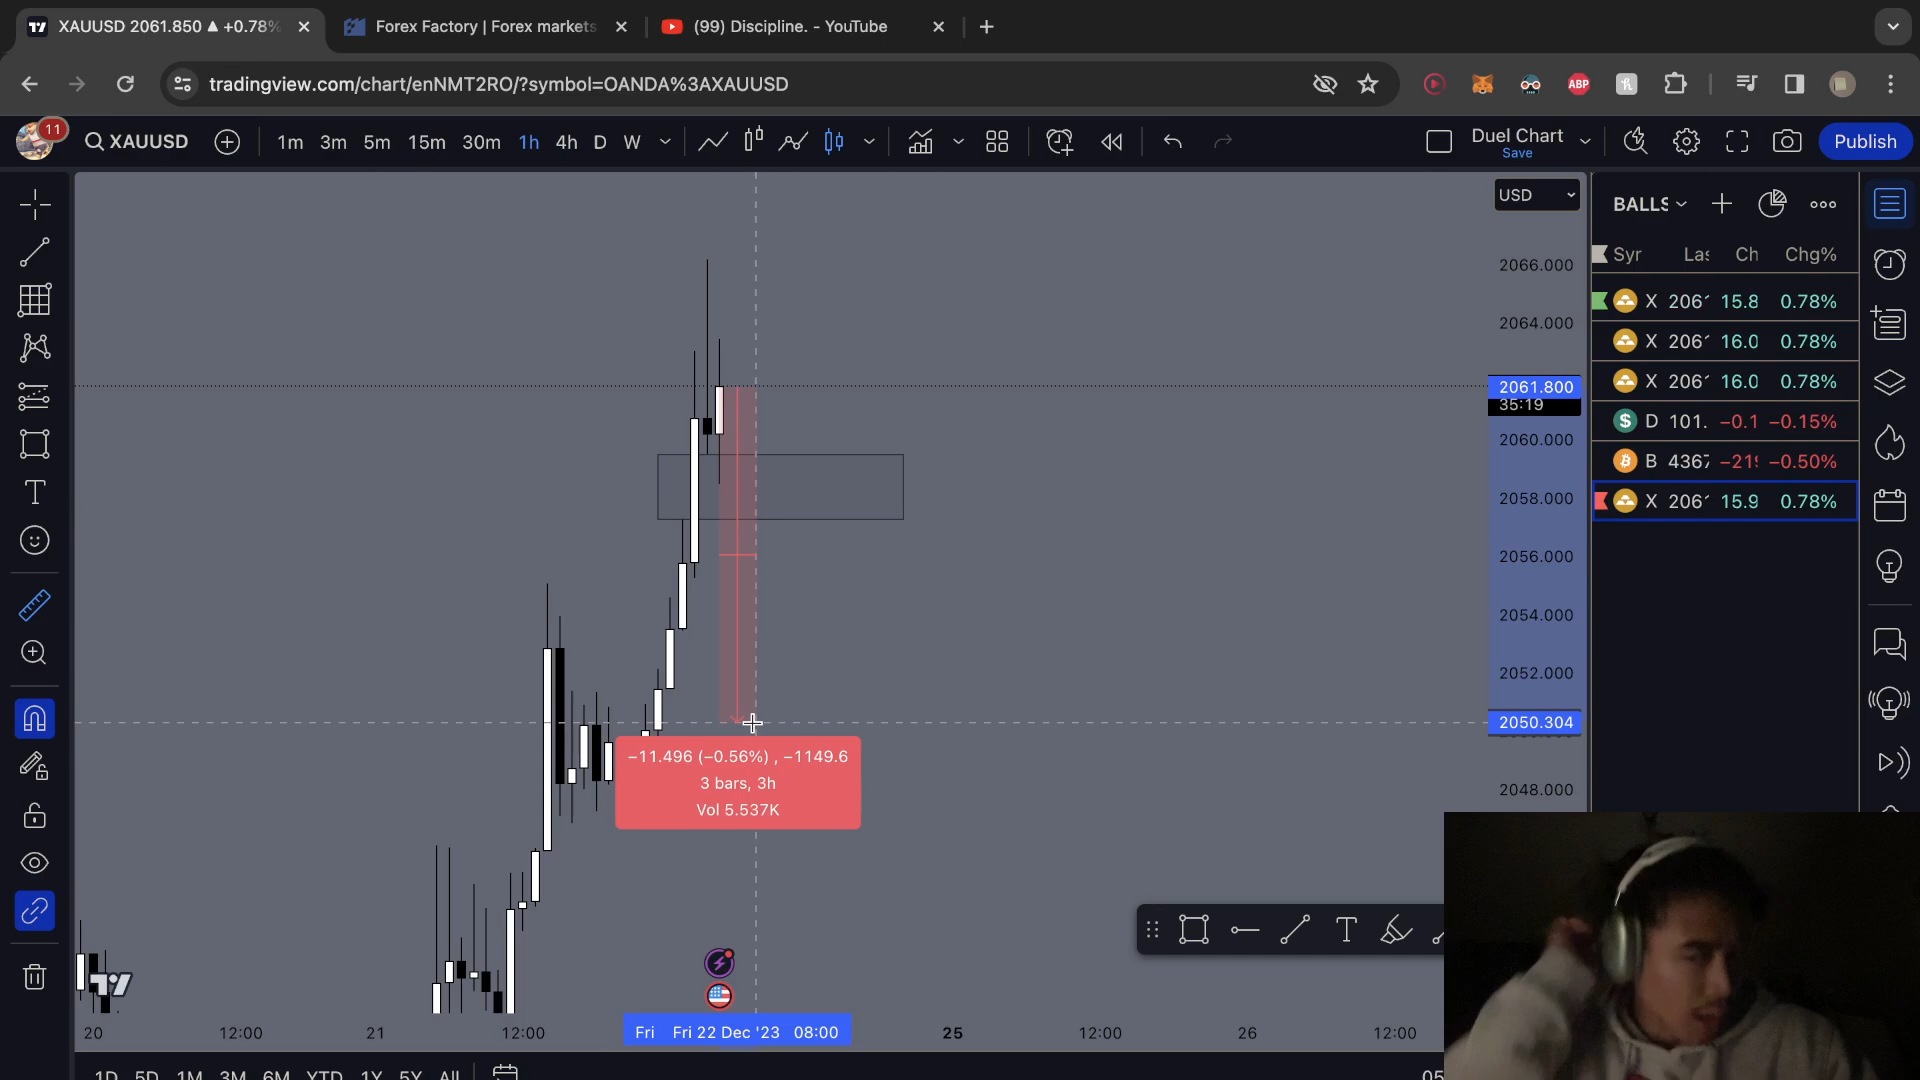 XAUUSD 2061.850 ▲ +0.78%
Forex Factory | Forex markets
(99) Discipline. - YouTube
tradingview.com/chart/enNMT2RO/?symbol=OANDA%3AXAUUSD
ABP
11
XAUUSD
1m 3m 5m 15m 30m 1h 4h D W
Duel Chart
Save
Publish
USD
BALLS
Syr Las Ch Chg%
X 206 15.8 0.78%
X 206 16.0 0.78%
X 206 16.0 0.78%
D 101. −0.1 −0.15%
B 4367 −219 −0.50%
X 206 15.9 0.78%
2066.000
2064.000
2061.800
35:19
2060.000
2058.000
2056.000
2054.000
2052.000
2050.304
2048.000
−11.496 (−0.56%) , −1149.6
3 bars, 3h
Vol 5.537K
20 12:00 21 12:00 Fri Fri 22 Dec '23 08:00 25 12:00 26 12:00
1D 5D 1M 3M 6M YTD 1Y 5Y All
05